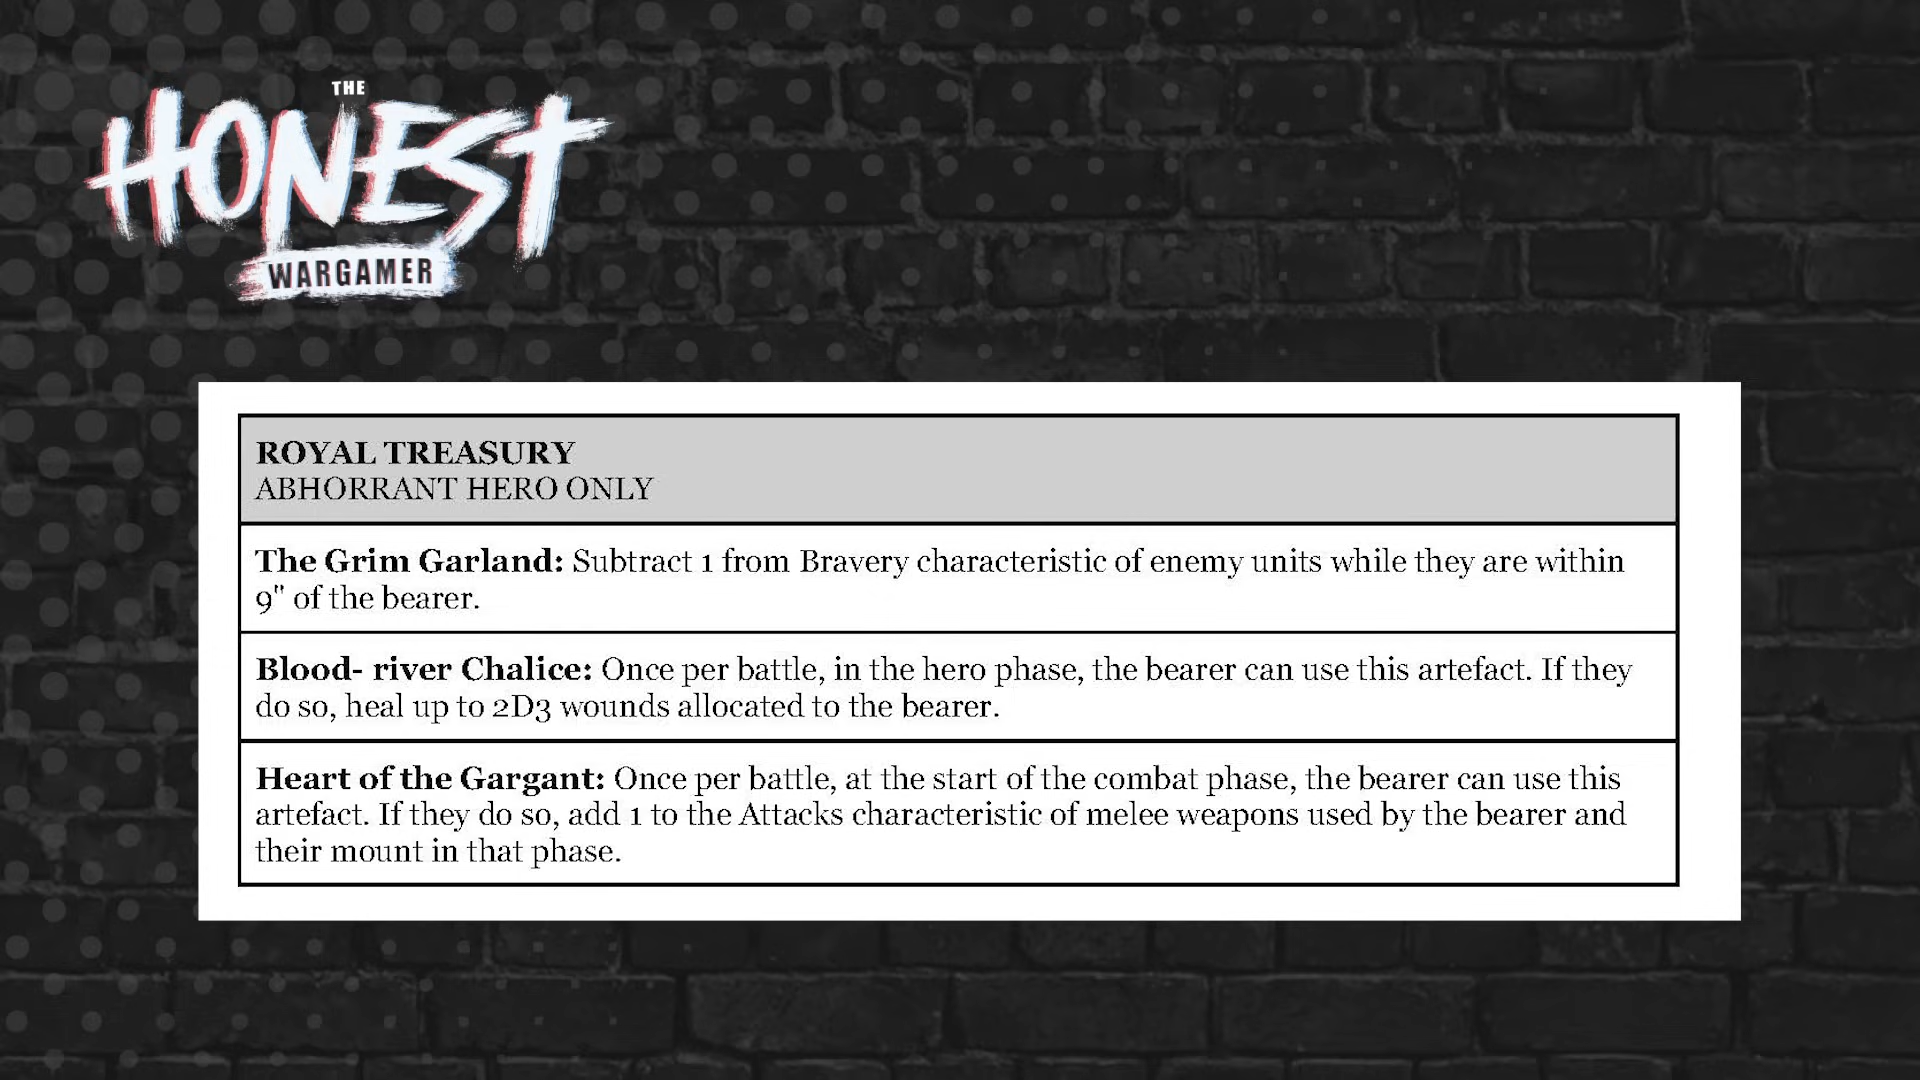 THE
HONEST
WARGAMER
ROYAL TREASURY
ABHORRANT HERO ONLY
The Grim Garland: Subtract 1 from Bravery characteristic of enemy units while they are within
9" of the bearer.
Blood- river Chalice: Once per battle, in the hero phase, the bearer can use this artefact. If they
do so, heal up to 2D3 wounds allocated to the bearer.
Heart of the Gargant: Once per battle, at the start of the combat phase, the bearer can use this
artefact. If they do so, add 1 to the Attacks characteristic of melee weapons used by the bearer and
their mount in that phase.